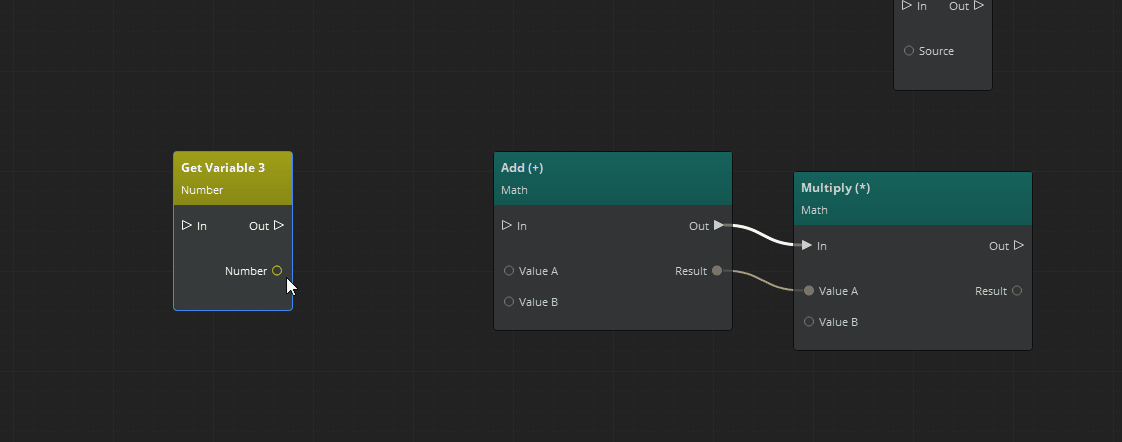 In Out
Source
Get Variable 3
Number
In Out
Number
Add (+)
Math
In Out
Value A Result
Value B
Multiply (*)
Math
In Out
Value A Result
Value B